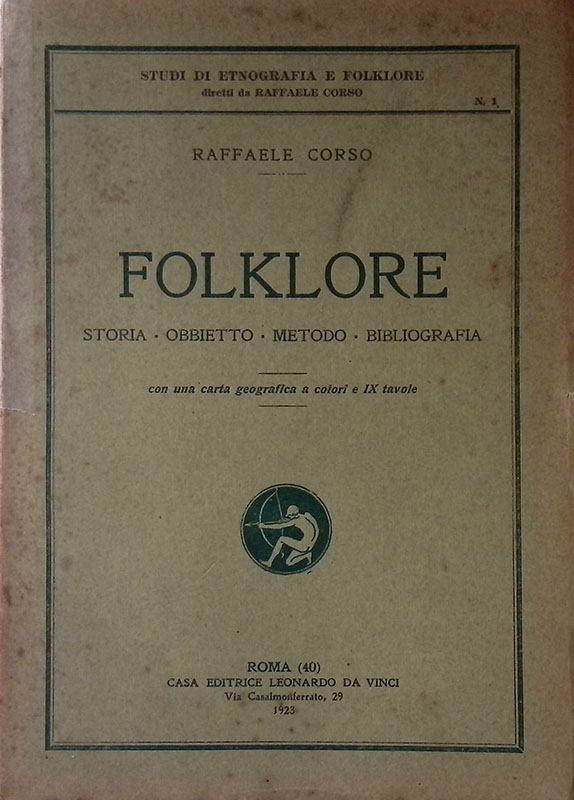 STUDI DI ETNOGRAFIA E FOLKLORE
diretti da RAFFAELE CORSO
N. 1
RAFFAELE CORSO
FOLKLORE
STORIA · OBBIETTO · METODO · BIBLIOGRAFIA
con una carta geografica a colori e IX tavole
ROMA (40)
CASA EDITRICE LEONARDO DA VINCI
Via Casalmonferrato, 29
1923